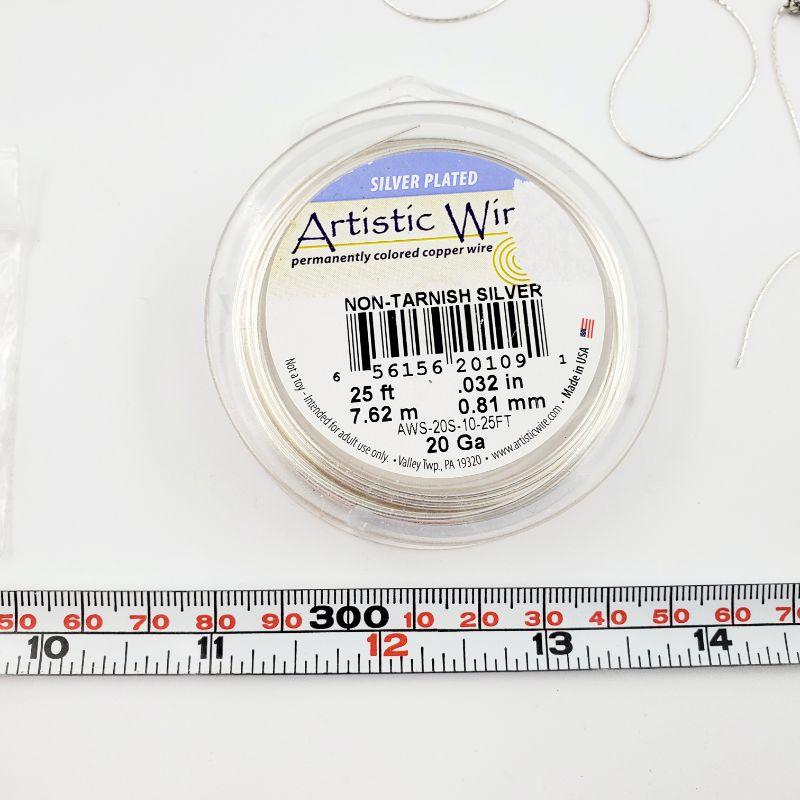 SILVER PLATED
Artistic Wir
permanently colored copper wire
NON-TARNISH SILVER
6 56156 20109 1
25 ft .032 in
7.62 m 0.81 mm
AWS-20S-10-25FT
20 Ga
Not a toy - Intended for adult use only. • Valley Twp., PA 19320 • www.artisticwire.com • Made in USA
50 60 70 80 90 300 10 20 30 40 50 60 70
10 11 12 13 14